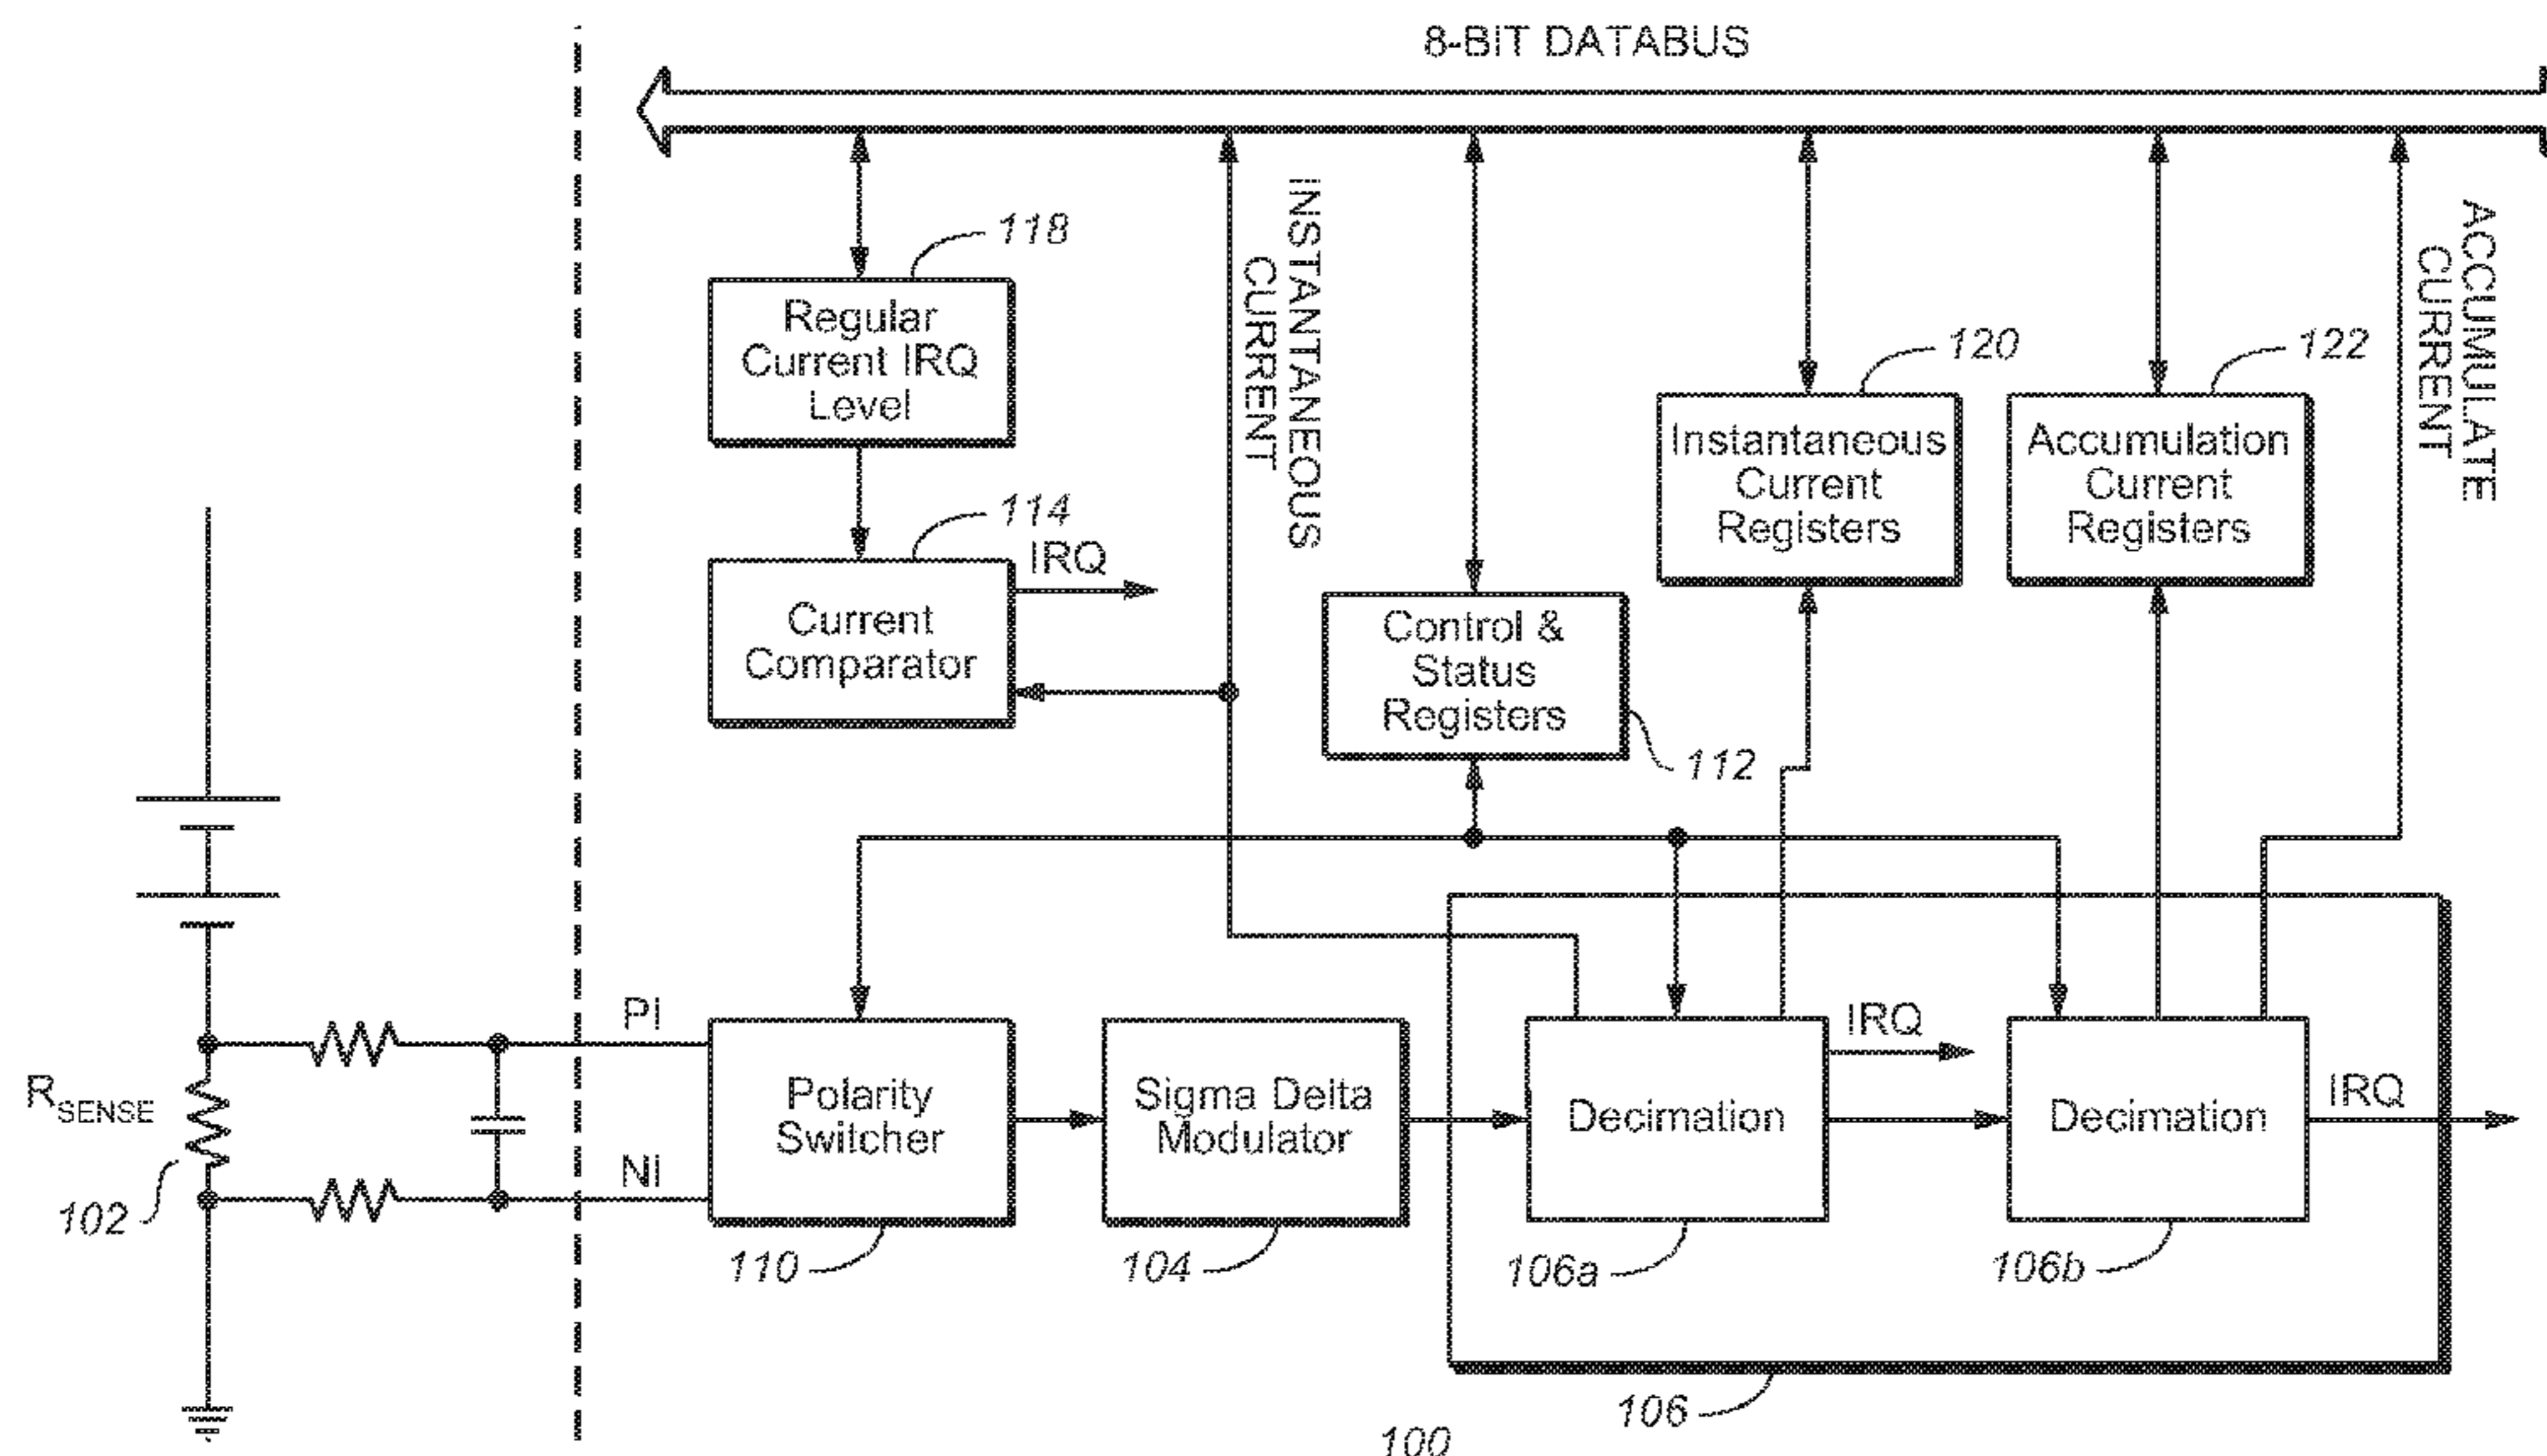 8-BIT DATABUS
118
Regular
Current IRQ
Level
INSTANTANEOUS
CURRENT
ACCUMULATE
CURRENT
120
Instantaneous
Current
Registers
122
Accumulation
Current
Registers
114
IRQ
Current
Comparator
Control &
Status
Registers
112
PI
NI
RSENSE
102
Polarity
Switcher
110
Sigma Delta
Modulator
104
Decimation
106a
IRQ
Decimation
106b
IRQ
106
100